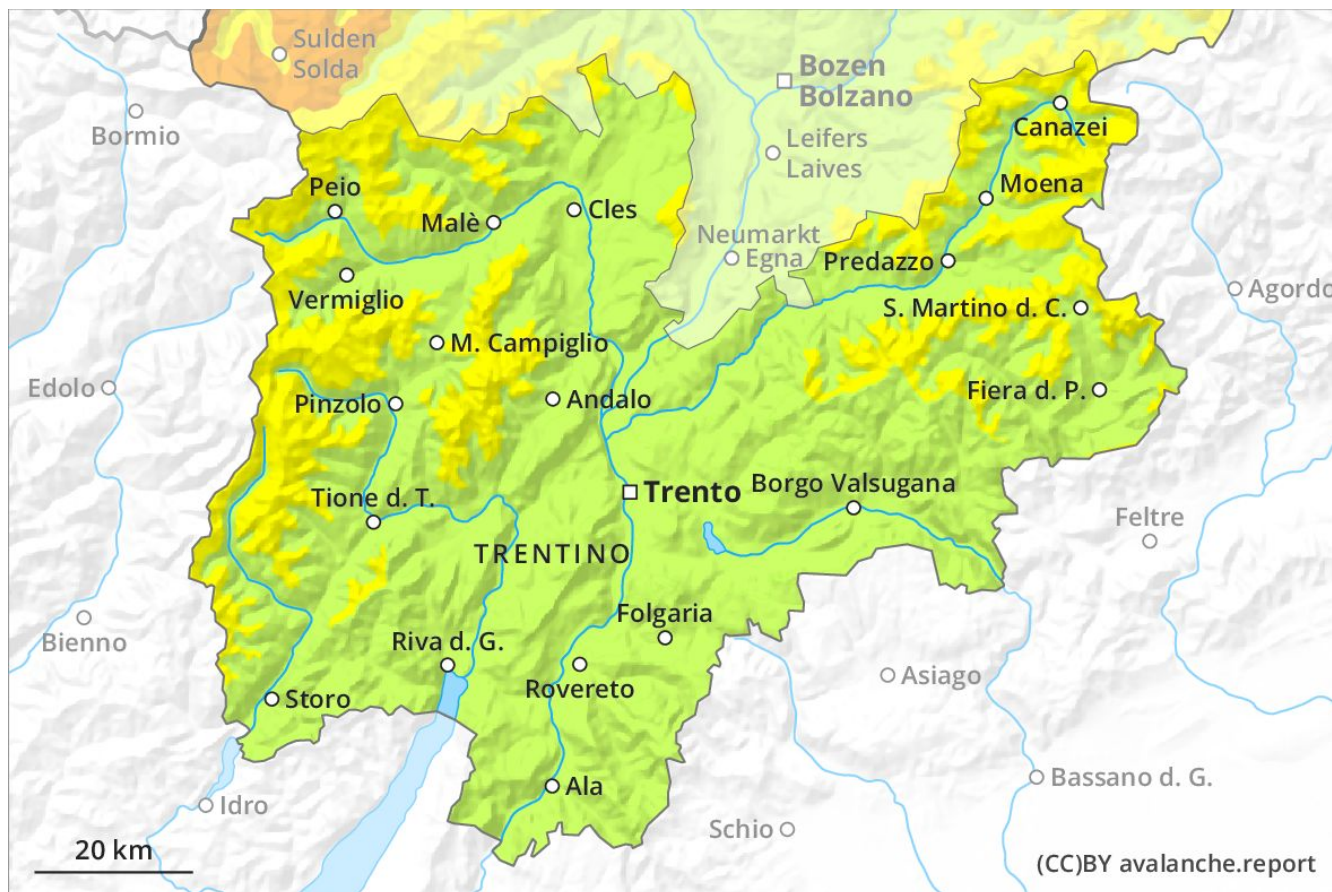 Sulden
Solda
Bozen
Bolzano
Bormio
Canazei
Leifers
Laives
Peio
Moena
Malè
Cles
Neumarkt
Egna
Predazzo
Vermiglio
Agordo
S. Martino d. C.
M. Campiglio
Edolo
Pinzolo
Andalo
Fiera d. P.
Trento
Borgo Valsugana
Tione d. T.
Feltre
TRENTINO
Folgaria
Bienno
Riva d. G.
Rovereto
Asiago
Storo
Bassano d. G.
Ala
Idro
Schio
20 km
(CC)BY avalanche.report